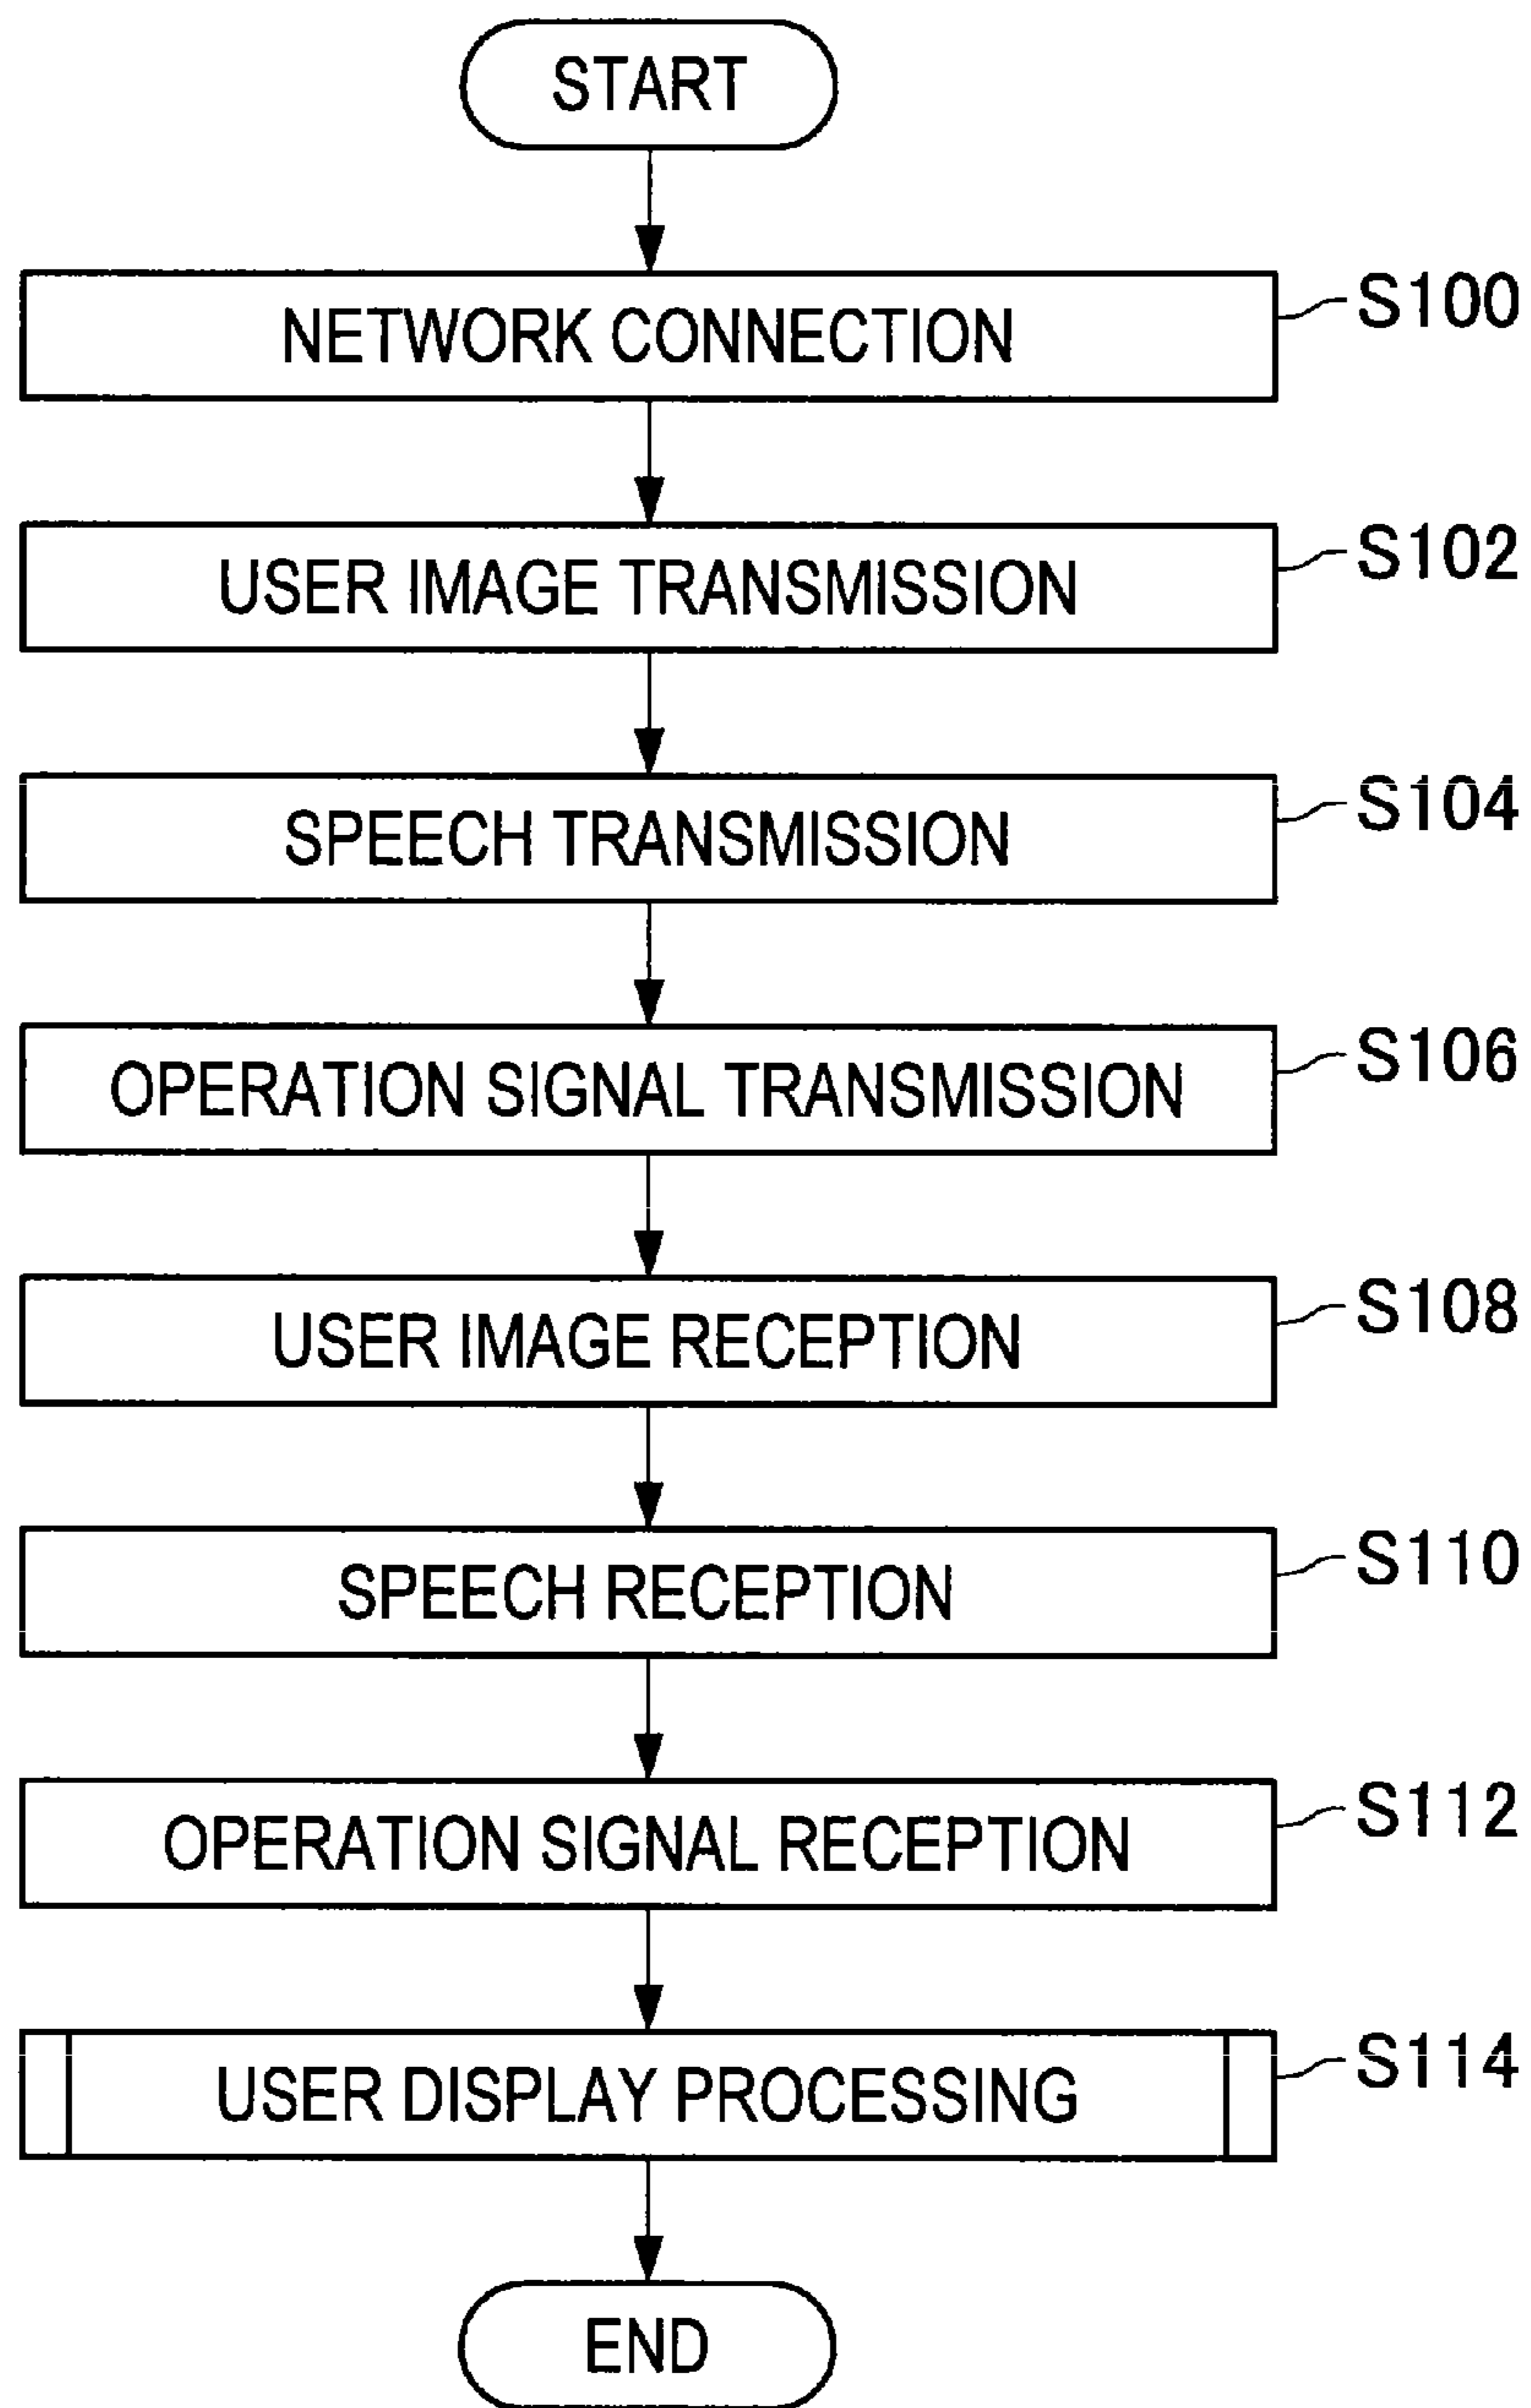 START
NETWORK CONNECTION
S100
USER IMAGE TRANSMISSION
S102
SPEECH TRANSMISSION
S104
OPERATION SIGNAL TRANSMISSION
S106
USER IMAGE RECEPTION
S108
SPEECH RECEPTION
S110
OPERATION SIGNAL RECEPTION
S112
USER DISPLAY PROCESSING
S114
END